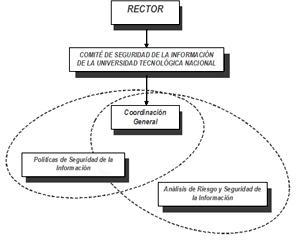 RECTOR
COMITÉ DE SEGURIDAD DE LA INFORMACIÓN
DE LA UNIVERSIDAD TECNOLÓGICA NACIONAL
Coordinación
General
Políticas de Seguridad de la
Información
Análisis de Riesgo y Seguridad de
la Información